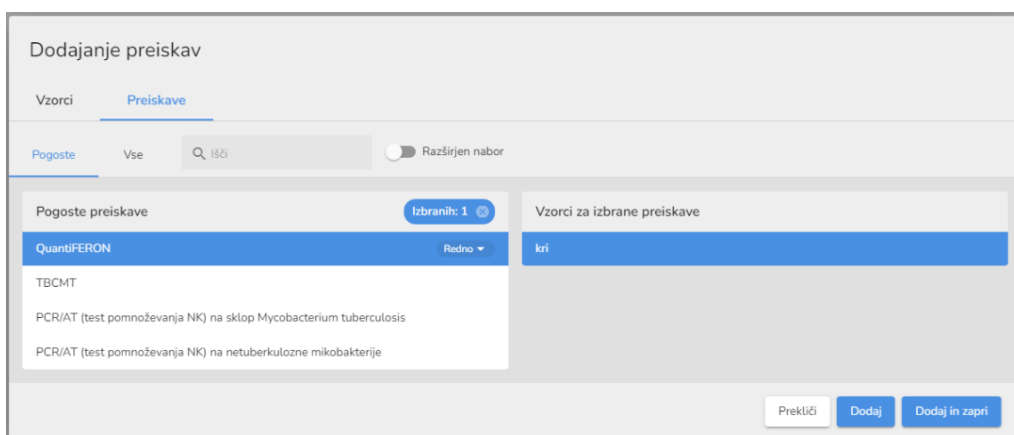 Dodajanje preiskav
Vzorci Preiskave
Pogoste Vse Išči Razširjen nabor
Pogoste preiskave Izbranih: 1
QuantiFERON Redno
TBCMT
PCR/AT (test pomnoževanja NK) na sklop Mycobacterium tuberculosis
PCR/AT (test pomnoževanja NK) na netuberkulozne mikobakterije
Vzorci za izbrane preiskave
kri
Prekliči Dodaj Dodaj in zapri